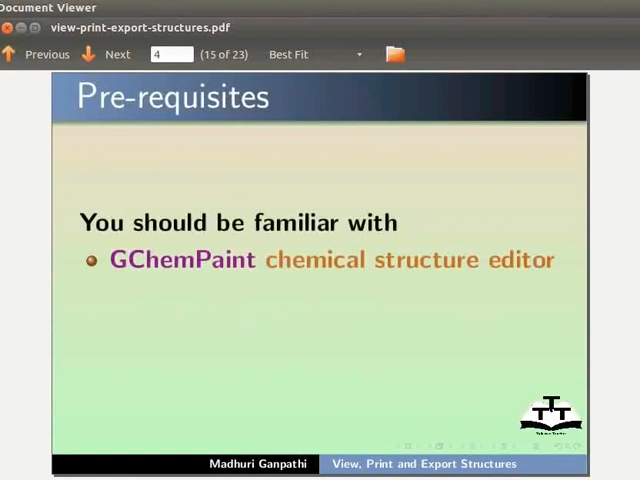 Document Viewer
view-print-export-structures.pdf
Previous Next 4 (15 of 23) Best Fit
Pre-requisites
You should be familiar with
GChemPaint chemical structure editor
Madhuri Ganpathi View, Print and Export Structures